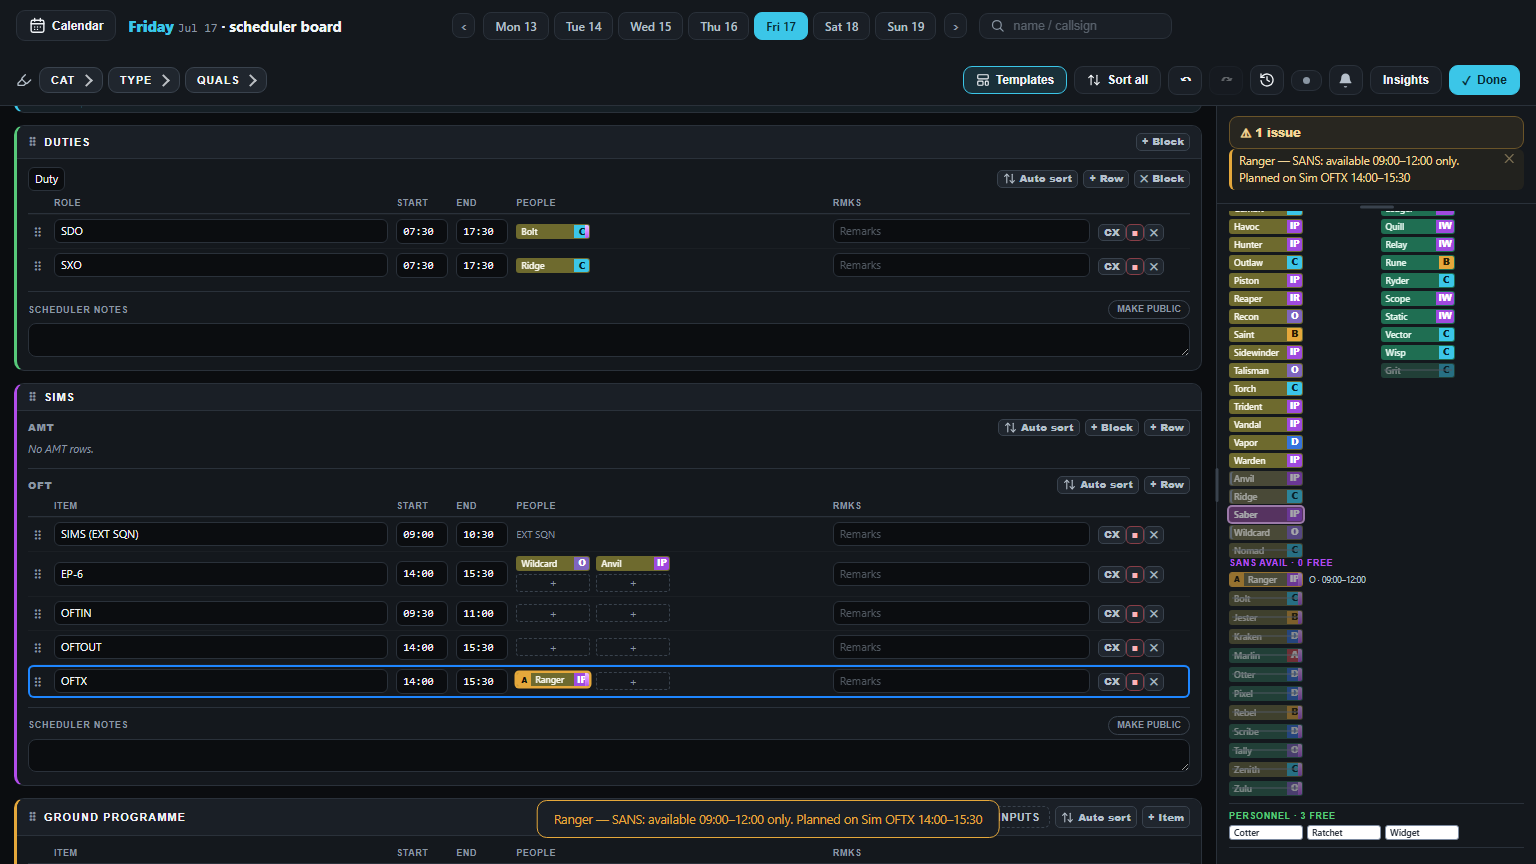 Calendar
Friday Jul 17 · scheduler board
Mon 13
Tue 14
Wed 15
Thu 16
Fri 17
Sat 18
Sun 19
name / callsign
CAT
TYPE
QUALS
Templates
Sort all
Insights
✓ Done
DUTIES
+ Block
Duty
Auto sort
+ Row
✕ Block
ROLE START END PEOPLE RMKS
SDO 07:30 17:30 Bolt C Remarks CX
SXO 07:30 17:30 Ridge C Remarks CX
SCHEDULER NOTES
MAKE PUBLIC
SIMS
AMT
Auto sort
+ Block
+ Row
No AMT rows.
OFT
Auto sort
+ Row
ITEM START END PEOPLE RMKS
SIMS (EXT SQN) 09:00 10:30 EXT SQN Remarks CX
EP-6 14:00 15:30 Wildcard O Anvil IP + + Remarks CX
OFTIN 09:30 11:00 + + Remarks CX
OFTOUT 14:00 15:30 + + Remarks CX
OFTX 14:00 15:30 A Ranger IP + Remarks CX
SCHEDULER NOTES
MAKE PUBLIC
GROUND PROGRAMME
NPUTS
Auto sort
+ Item
ITEM START END PEOPLE RMKS
Ranger — SANS: available 09:00–12:00 only. Planned on Sim OFTX 14:00–15:30
1 issue
Ranger — SANS: available 09:00–12:00 only.
Planned on Sim OFTX 14:00–15:30
Havoc IP
Hunter IP
Outlaw C
Piston IP
Reaper IR
Recon O
Saint B
Sidewinder IP
Talisman O
Torch C
Trident IP
Vandal IP
Vapor D
Warden IP
Anvil IP
Ridge C
Saber IP
Wildcard O
Nomad C
Quill IW
Relay IW
Rune B
Ryder C
Scope IW
Static IW
Vector C
Wisp C
Grit C
SANS AVAIL · 0 FREE
A Ranger IP O · 09:00–12:00
Bolt C
Jester B
Kraken D
Marlin A
Otter D
Pixel D
Rebel B
Scribe D
Tally O
Zenith C
Zulu O
PERSONNEL · 3 FREE
Cotter
Ratchet
Widget